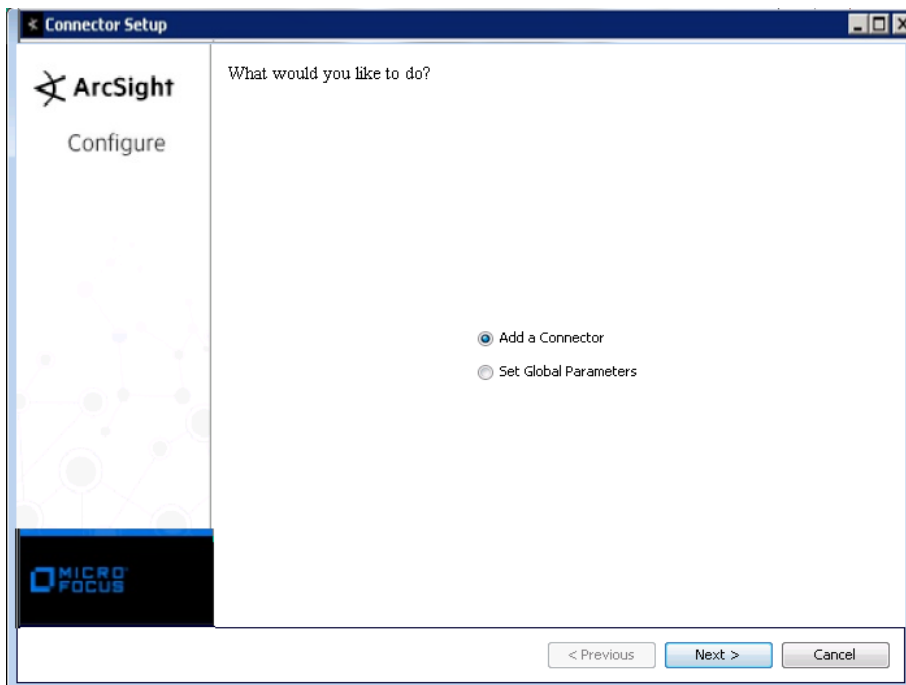 Connector Setup
ArcSight
Configure
What would you like to do?
Add a Connector
Set Global Parameters
MICRO
FOCUS
< Previous
Next >
Cancel